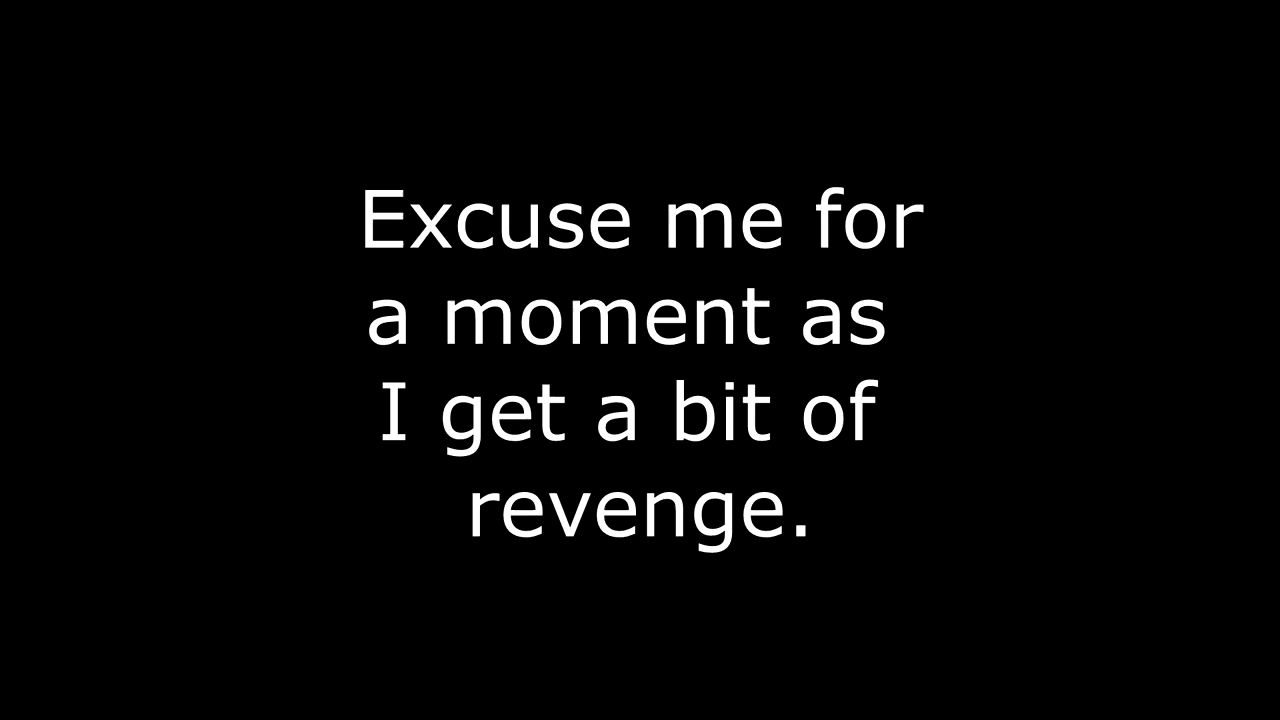 Excuse me for
a moment as
I get a bit of
revenge.